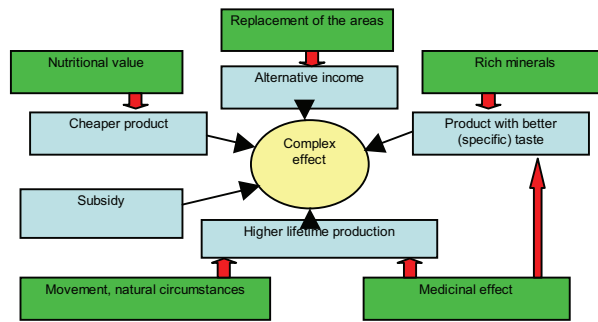 Replacement of the areas
Nutritional value
Rich minerals
Alternative income
Cheaper product
Product with better
(specific) taste
Complex
effect
Subsidy
Higher lifetime production
Movement, natural circumstances
Medicinal effect